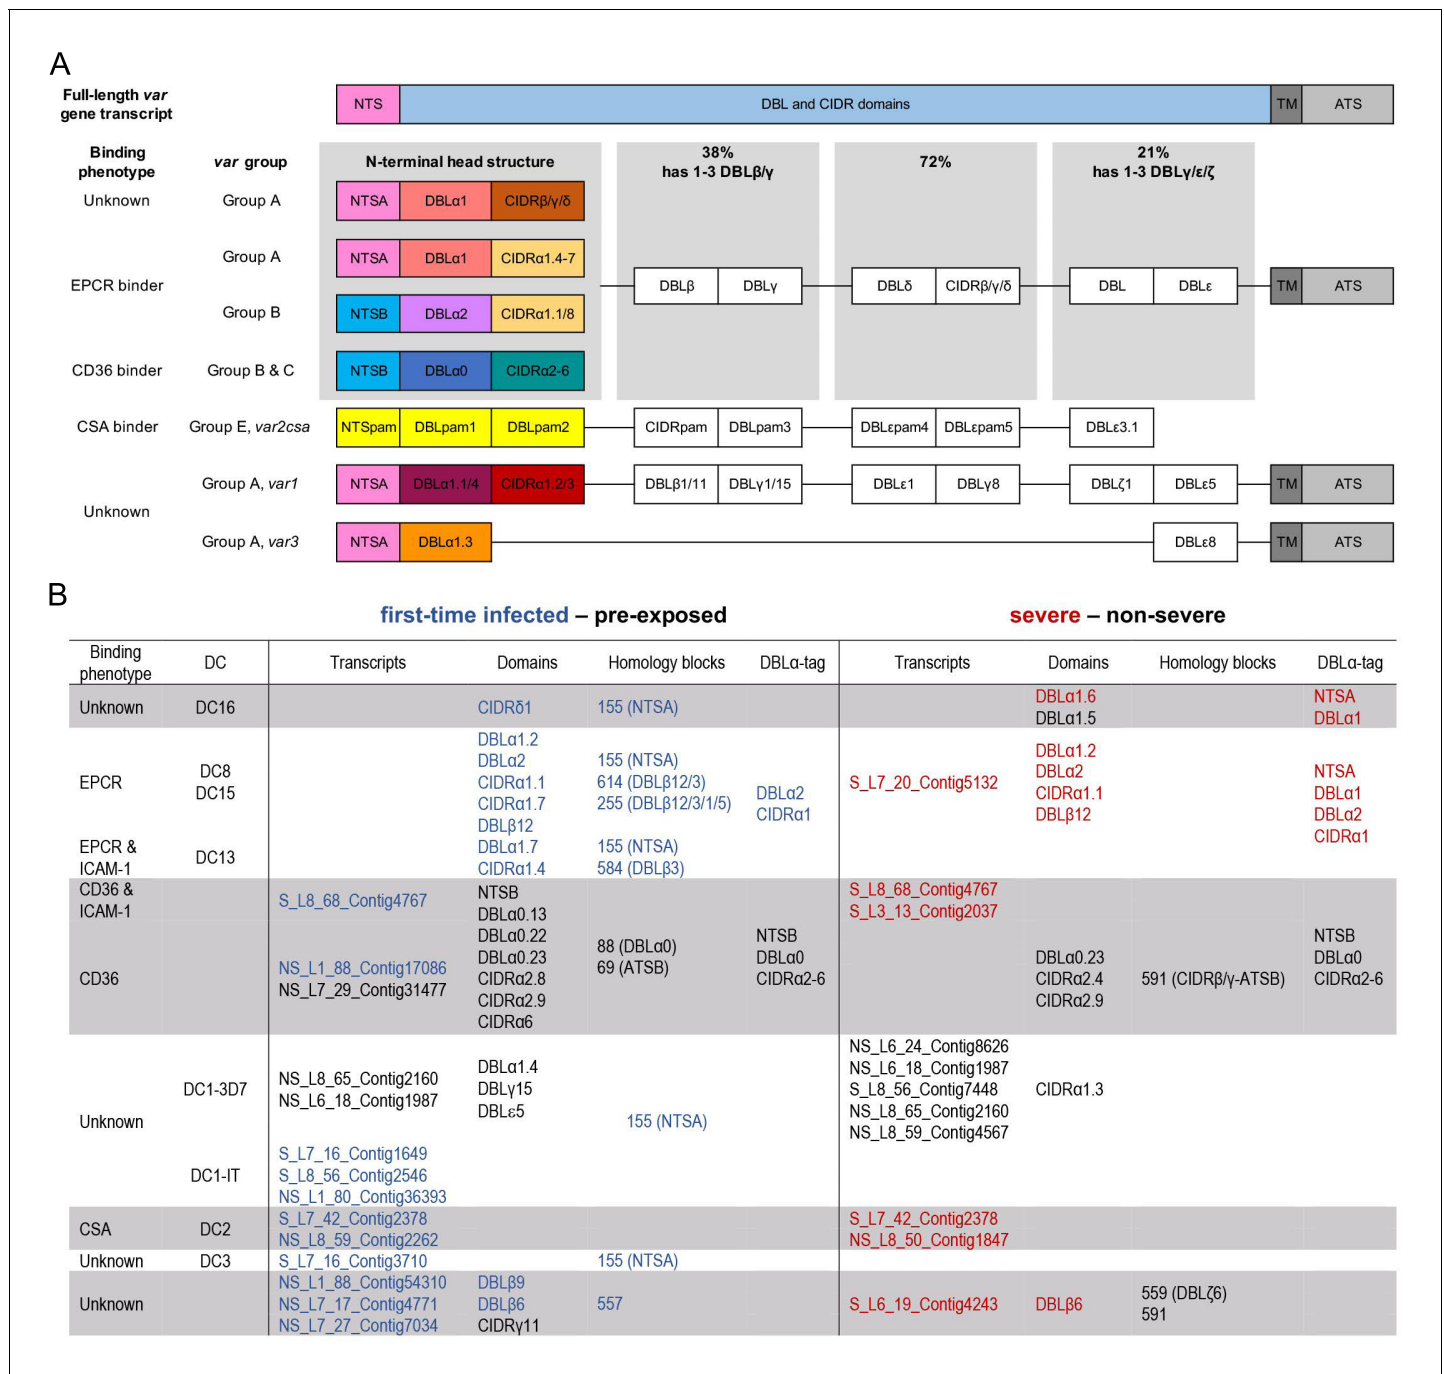 A
Full-length var
gene transcript
NTS
DBL and CIDR domains
TM
ATS
Binding
phenotype
var group
N-terminal head structure
38%
has 1-3 DBLβ/γ
72%
21%
has 1-3 DBLγ/ε/ζ
Unknown
Group A
NTSA
DBLα1
CIDRβ/γ/δ
Group A
NTSA
DBLα1
CIDRα1.4-7
EPCR binder
DBLβ
DBLγ
DBLδ
CIDRβ/γ/δ
DBL
DBLε
TM
ATS
Group B
NTSB
DBLα2
CIDRα1.1/8
CD36 binder
Group B & C
NTSB
DBLα0
CIDRα2-6
CSA binder
Group E, var2csa
NTSpam
DBLpam1
DBLpam2
CIDRpam
DBLpam3
DBLεpam4
DBLεpam5
DBLε3.1
Unknown
Group A, var1
NTSA
DBLα1.1/4
CIDRα1.2/3
DBLβ1/11
DBLγ1/15
DBLε1
DBLγ8
DBLζ1
DBLε5
TM
ATS
Group A, var3
NTSA
DBLα1.3
DBLε8
TM
ATS
B
first-time infected – pre-exposed
severe – non-severe
Binding
phenotype
DC
Transcripts
Domains
Homology blocks
DBLα-tag
Transcripts
Domains
Homology blocks
DBLα-tag
Unknown
DC16
CIDRδ1
155 (NTSA)
DBLα1.6
DBLα1.5
NTSA
DBLα1
EPCR
DC8
DC15
DBLα1.2
DBLα2
CIDRα1.1
CIDRα1.7
DBLβ12
155 (NTSA)
614 (DBLβ12/3)
255 (DBLβ12/3/1/5)
DBLα2
CIDRα1
S_L7_20_Contig5132
DBLα1.2
DBLα2
CIDRα1.1
DBLβ12
NTSA
DBLα1
DBLα2
CIDRα1
EPCR &
ICAM-1
DC13
DBLα1.7
CIDRα1.4
155 (NTSA)
584 (DBLβ3)
CD36 &
ICAM-1
S_L8_68_Contig4767
NTSB
DBLα0.13
DBLα0.22
DBLα0.23
CIDRα2.8
CIDRα2.9
CIDRα6
88 (DBLα0)
69 (ATSB)
NTSB
DBLα0
CIDRα2-6
S_L8_68_Contig4767
S_L3_13_Contig2037
CD36
NS_L1_88_Contig17086
NS_L7_29_Contig31477
DBLα0.23
CIDRα2.4
CIDRα2.9
591 (CIDRβ/γ-ATSB)
NTSB
DBLα0
CIDRα2-6
Unknown
DC1-3D7
NS_L8_65_Contig2160
NS_L6_18_Contig1987
DBLα1.4
DBLγ15
DBLε5
155 (NTSA)
NS_L6_24_Contig8626
NS_L6_18_Contig1987
S_L8_56_Contig7448
NS_L8_65_Contig2160
NS_L8_59_Contig4567
CIDRα1.3
DC1-IT
S_L7_16_Contig1649
S_L8_56_Contig2546
NS_L1_80_Contig36393
CSA
DC2
S_L7_42_Contig2378
NS_L8_59_Contig2262
S_L7_42_Contig2378
NS_L8_50_Contig1847
Unknown
DC3
S_L7_16_Contig3710
155 (NTSA)
Unknown
NS_L1_88_Contig54310
NS_L7_17_Contig4771
NS_L7_27_Contig7034
DBLβ9
DBLβ6
CIDRγ11
557
S_L6_19_Contig4243
DBLβ6
559 (DBLζ6)
591